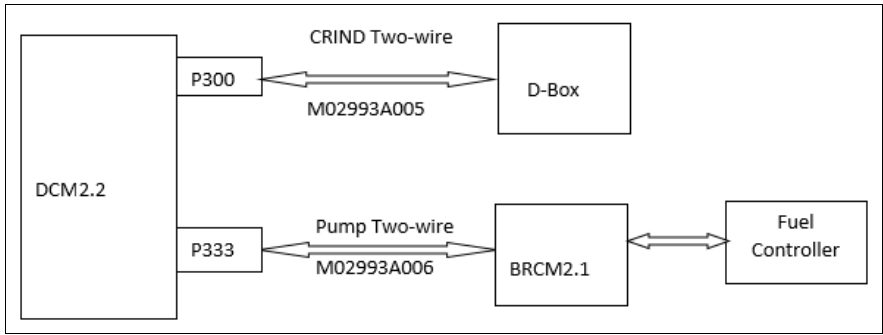 CRIND Two-wire
P300
D-Box
M02993A005
DCM2.2
Pump Two-wire
P333
M02993A006
BRCM2.1
Fuel
Controller